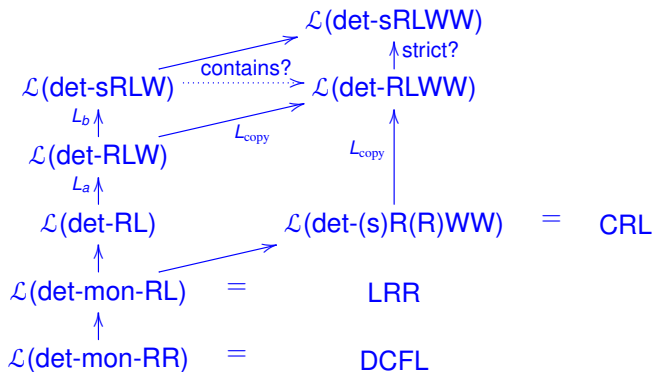 ℒ(det-sRLWW)
contains?
strict?
ℒ(det-sRLW)
ℒ(det-RLWW)
L_b
L_copy
ℒ(det-RLW)
L_copy
L_a
ℒ(det-RL)
ℒ(det-(s)R(R)WW) = CRL
ℒ(det-mon-RL) = LRR
ℒ(det-mon-RR) = DCFL